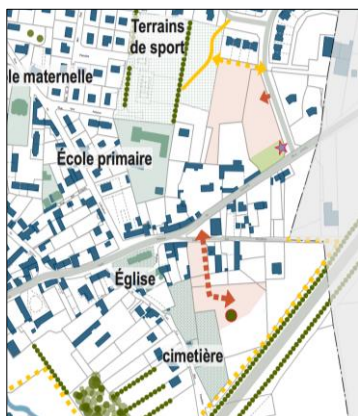 Terrains
de sport
le maternelle
École primaire
Église
cimetière